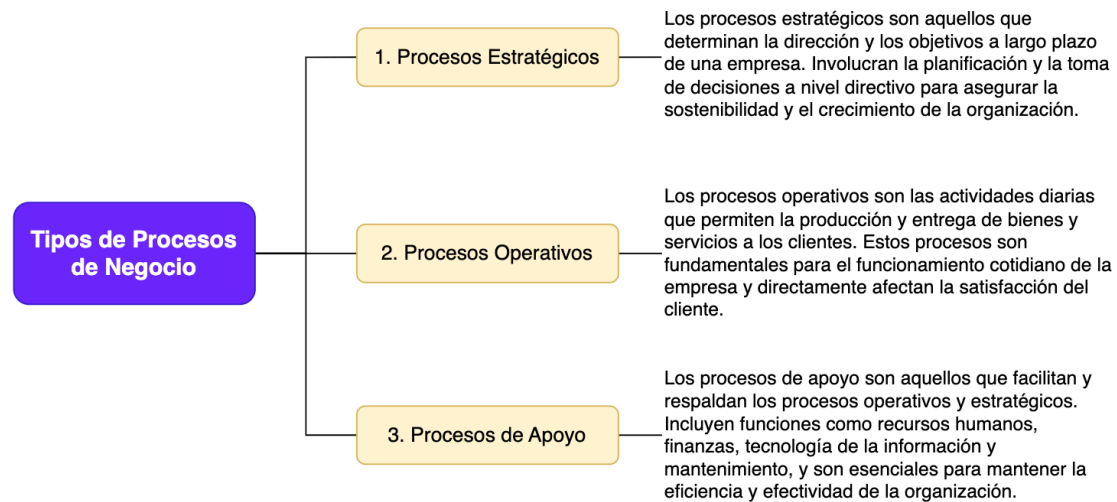 Tipos de Procesos
de Negocio
1. Procesos Estratégicos
Los procesos estratégicos son aquellos que
determinan la dirección y los objetivos a largo plazo
de una empresa. Involucran la planificación y la toma
de decisiones a nivel directivo para asegurar la
sostenibilidad y el crecimiento de la organización.
2. Procesos Operativos
Los procesos operativos son las actividades diarias
que permiten la producción y entrega de bienes y
servicios a los clientes. Estos procesos son
fundamentales para el funcionamiento cotidiano de la
empresa y directamente afectan la satisfacción del
cliente.
3. Procesos de Apoyo
Los procesos de apoyo son aquellos que facilitan y
respaldan los procesos operativos y estratégicos.
Incluyen funciones como recursos humanos,
finanzas, tecnología de la información y
mantenimiento, y son esenciales para mantener la
eficiencia y efectividad de la organización.